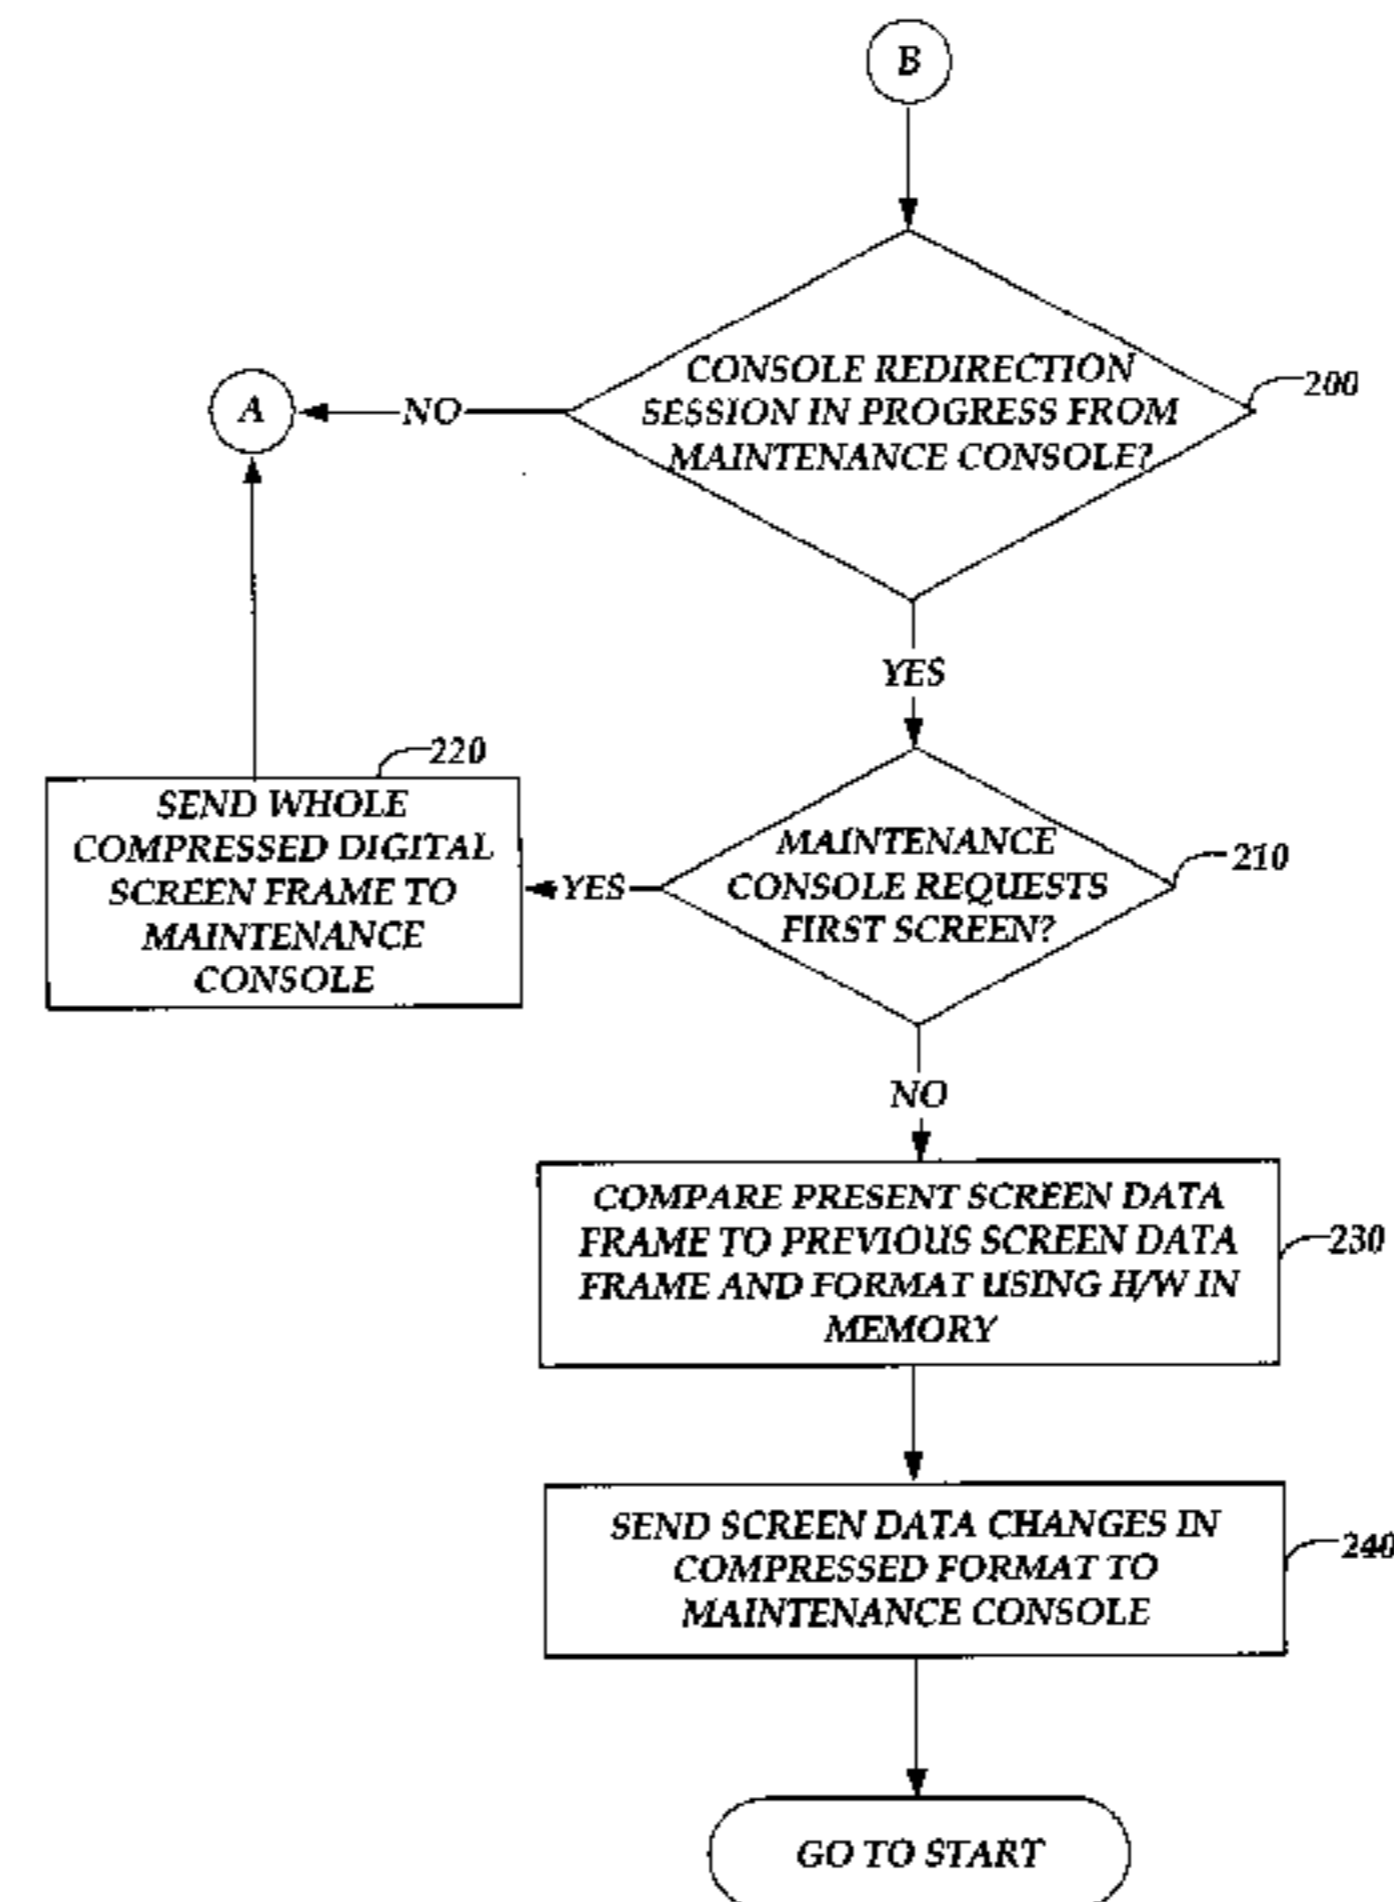 B
CONSOLE REDIRECTION
SESSION IN PROGRESS FROM
MAINTENANCE CONSOLE?
200
A
NO
YES
220
SEND WHOLE
COMPRESSED DIGITAL
SCREEN FRAME TO
MAINTENANCE
CONSOLE
YES
MAINTENANCE
CONSOLE REQUESTS
FIRST SCREEN?
210
NO
COMPARE PRESENT SCREEN DATA
FRAME TO PREVIOUS SCREEN DATA
FRAME AND FORMAT USING H/W IN
MEMORY
230
SEND SCREEN DATA CHANGES IN
COMPRESSED FORMAT TO
MAINTENANCE CONSOLE
240
GO TO START